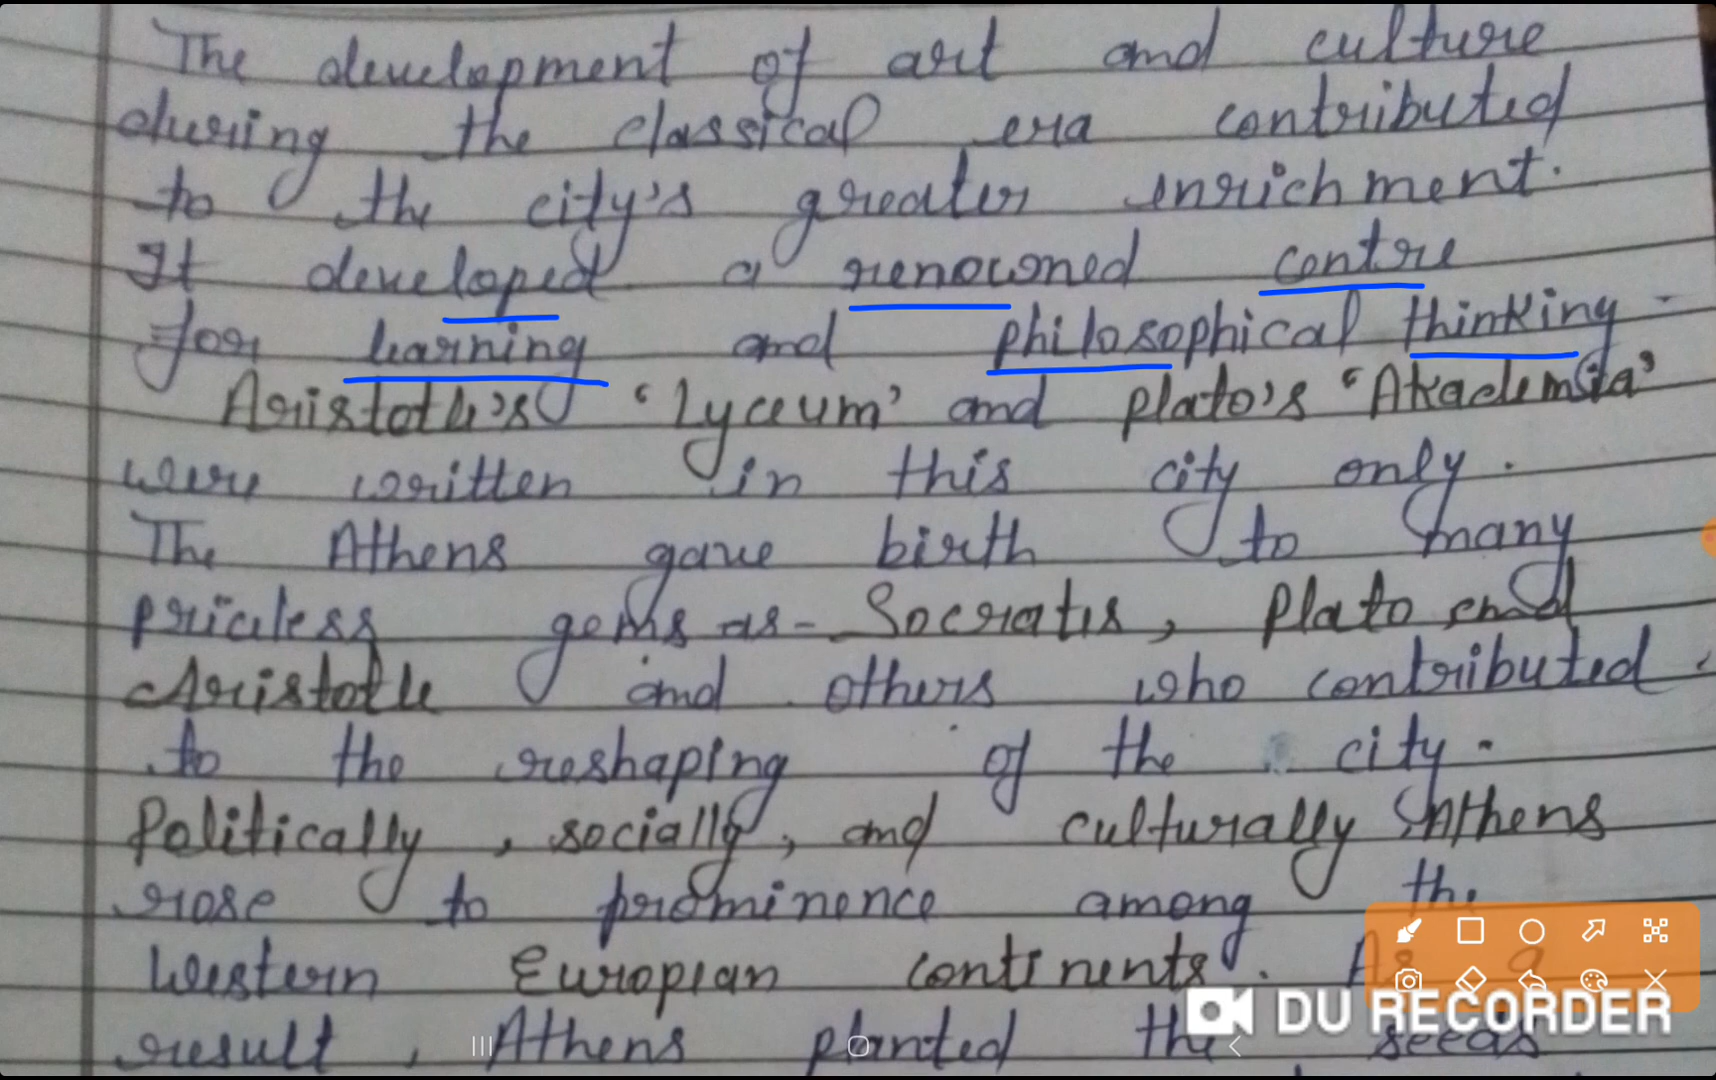 The development of art and culture
during the classical era contributed
to the city's greater enrichment.
It developed a renowned centre
for learning and philosophical thinking -
Aristotle's 'Lyceum' and Plato's 'Akademia'
were written in this city only.
The Athens gave birth to many
priceless gems as - Socrates, Plato and
Aristotle and others who contributed
to the reshaping of the city -
Politically, socially, and culturally Athens
rose to prominence among the
Western European continents. As a
result, Athens planted the seeds
DU RECORDER